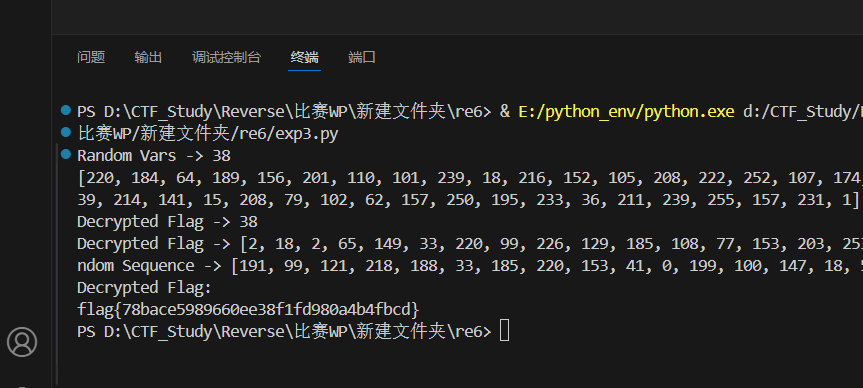 问题 输出 调试控制台 终端 端口
PS D:\CTF_Study\Reverse\比赛WP\新建文件夹\re6> & E:/python_env/python.exe d:/CTF_Study/
比赛WP/新建文件夹/re6/exp3.py
Random Vars -> 38
[220, 184, 64, 189, 156, 201, 110, 101, 239, 18, 216, 152, 105, 208, 222, 252, 107, 174,
39, 214, 141, 15, 208, 79, 102, 62, 157, 250, 195, 233, 36, 211, 239, 255, 157, 231, 1]
Decrypted Flag -> 38
Decrypted Flag -> [2, 18, 2, 65, 149, 33, 220, 99, 226, 129, 185, 108, 77, 153, 203, 253
ndom Sequence -> [191, 99, 121, 218, 188, 33, 185, 220, 153, 41, 0, 199, 100, 147, 18,
Decrypted Flag:
flag{78bace5989660ee38f1fd980a4b4fbcd}
PS D:\CTF_Study\Reverse\比赛WP\新建文件夹\re6>